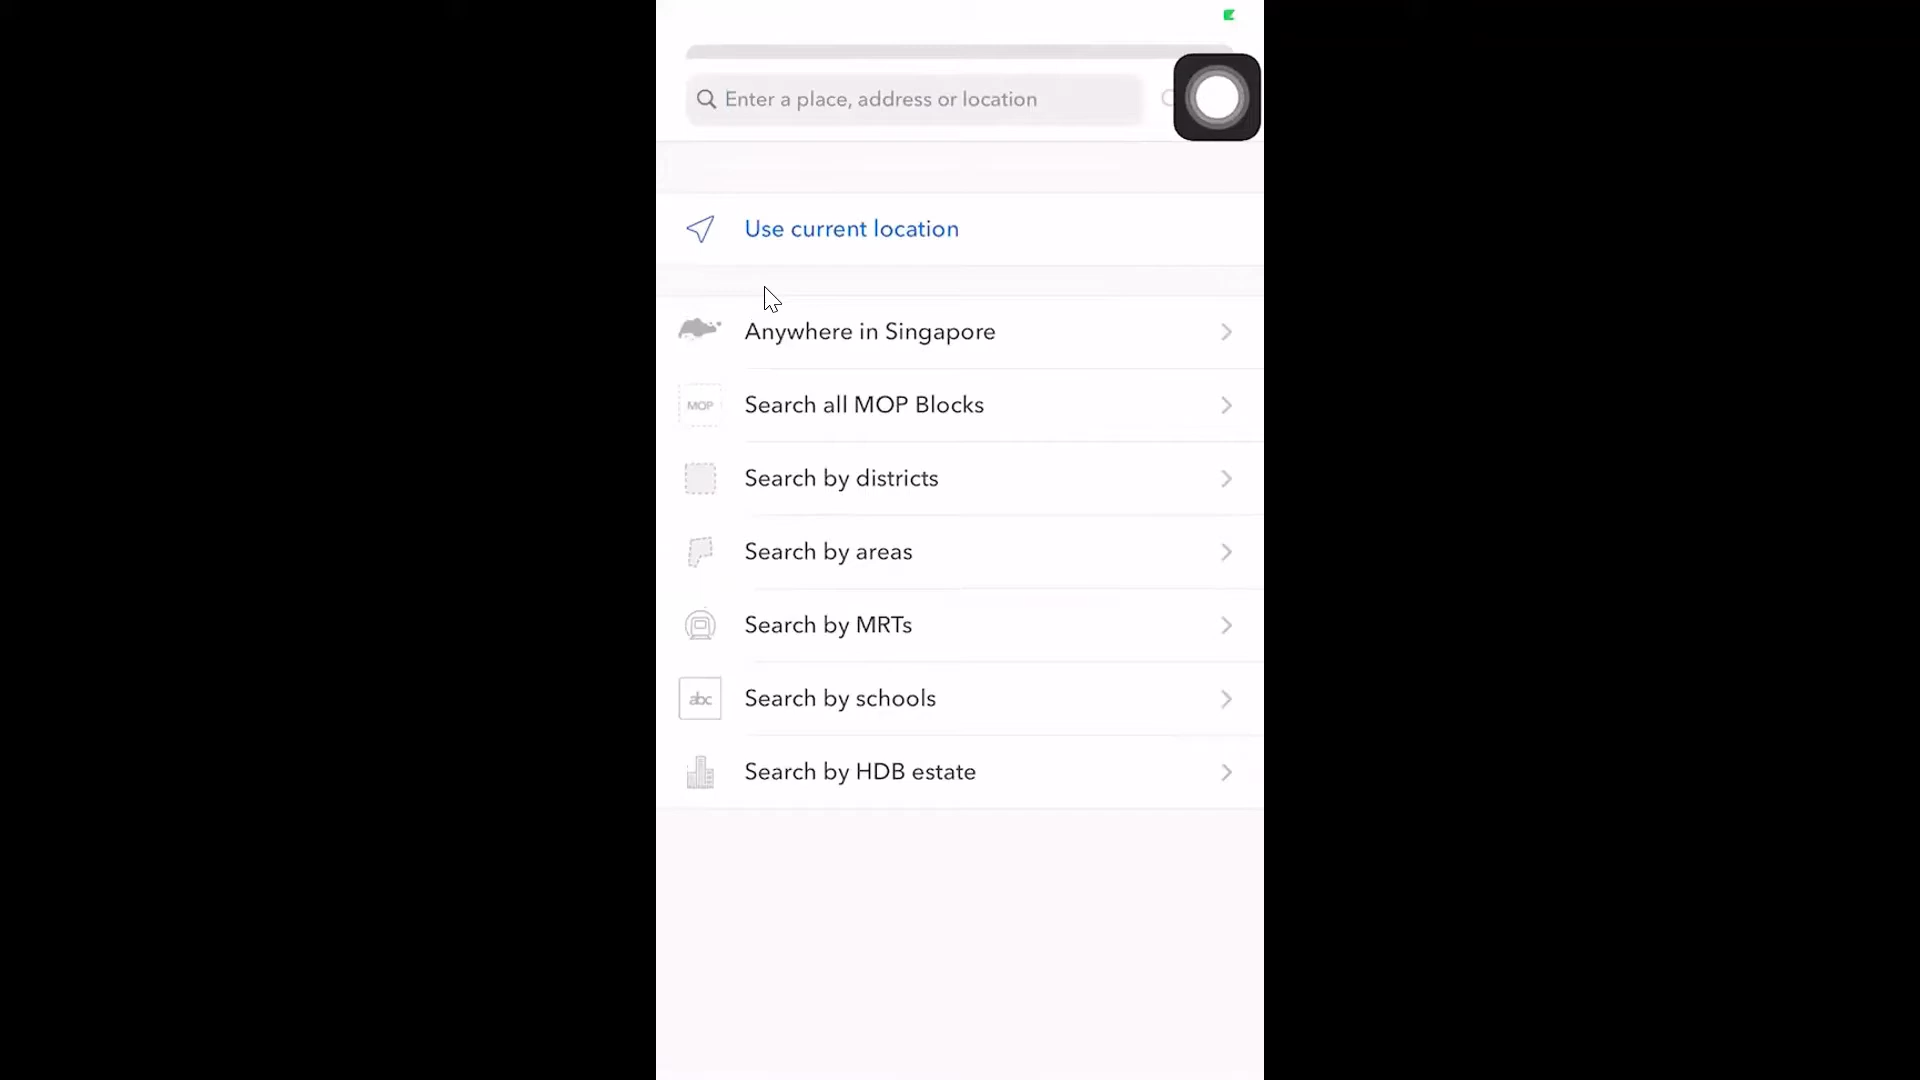 Enter a place, address or location
Use current location
Anywhere in Singapore
MOP
Search all MOP Blocks
Search by districts
Search by areas
Search by MRTs
abc
Search by schools
Search by HDB estate